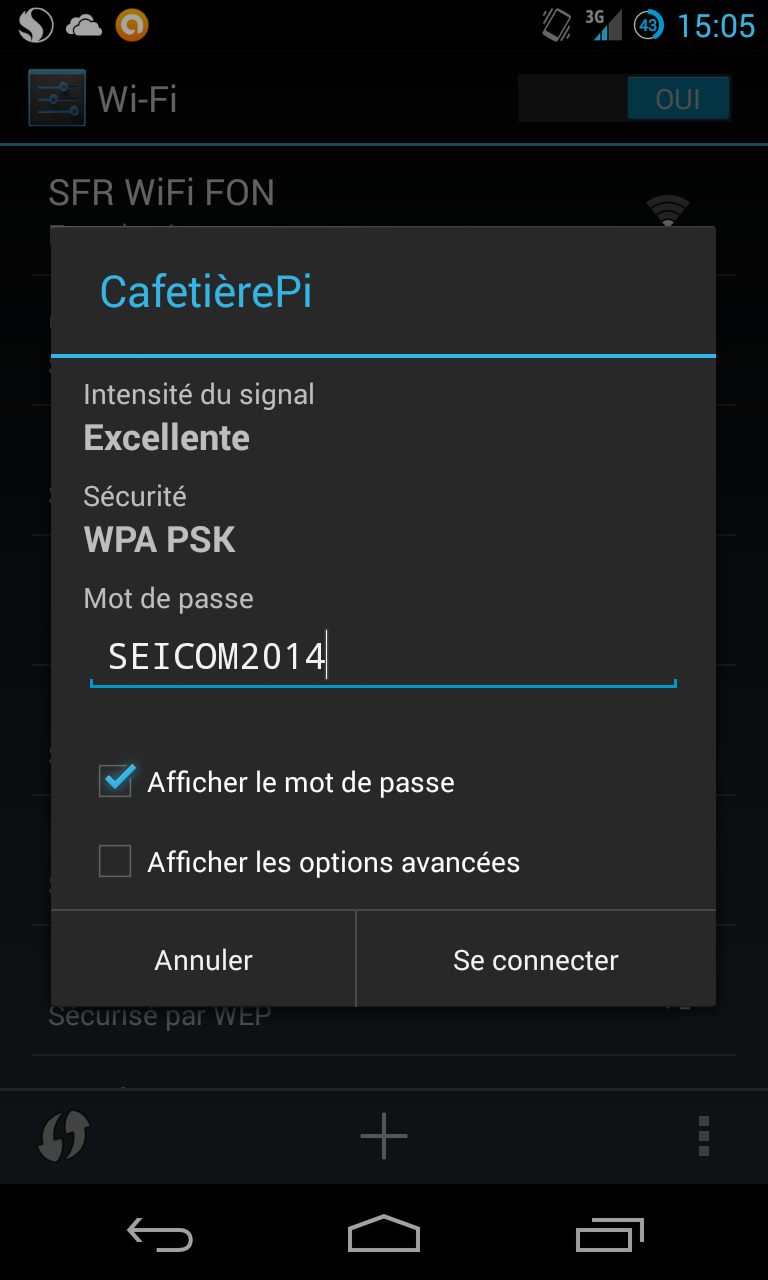 3G
43
15:05
Wi-Fi
OUI
SFR WiFi FON
CafetièrePi
Intensité du signal
Excellente
Sécurité
WPA PSK
Mot de passe
SEICOM2014
Afficher le mot de passe
Afficher les options avancées
Annuler
Se connecter
Sécurisé par WEP